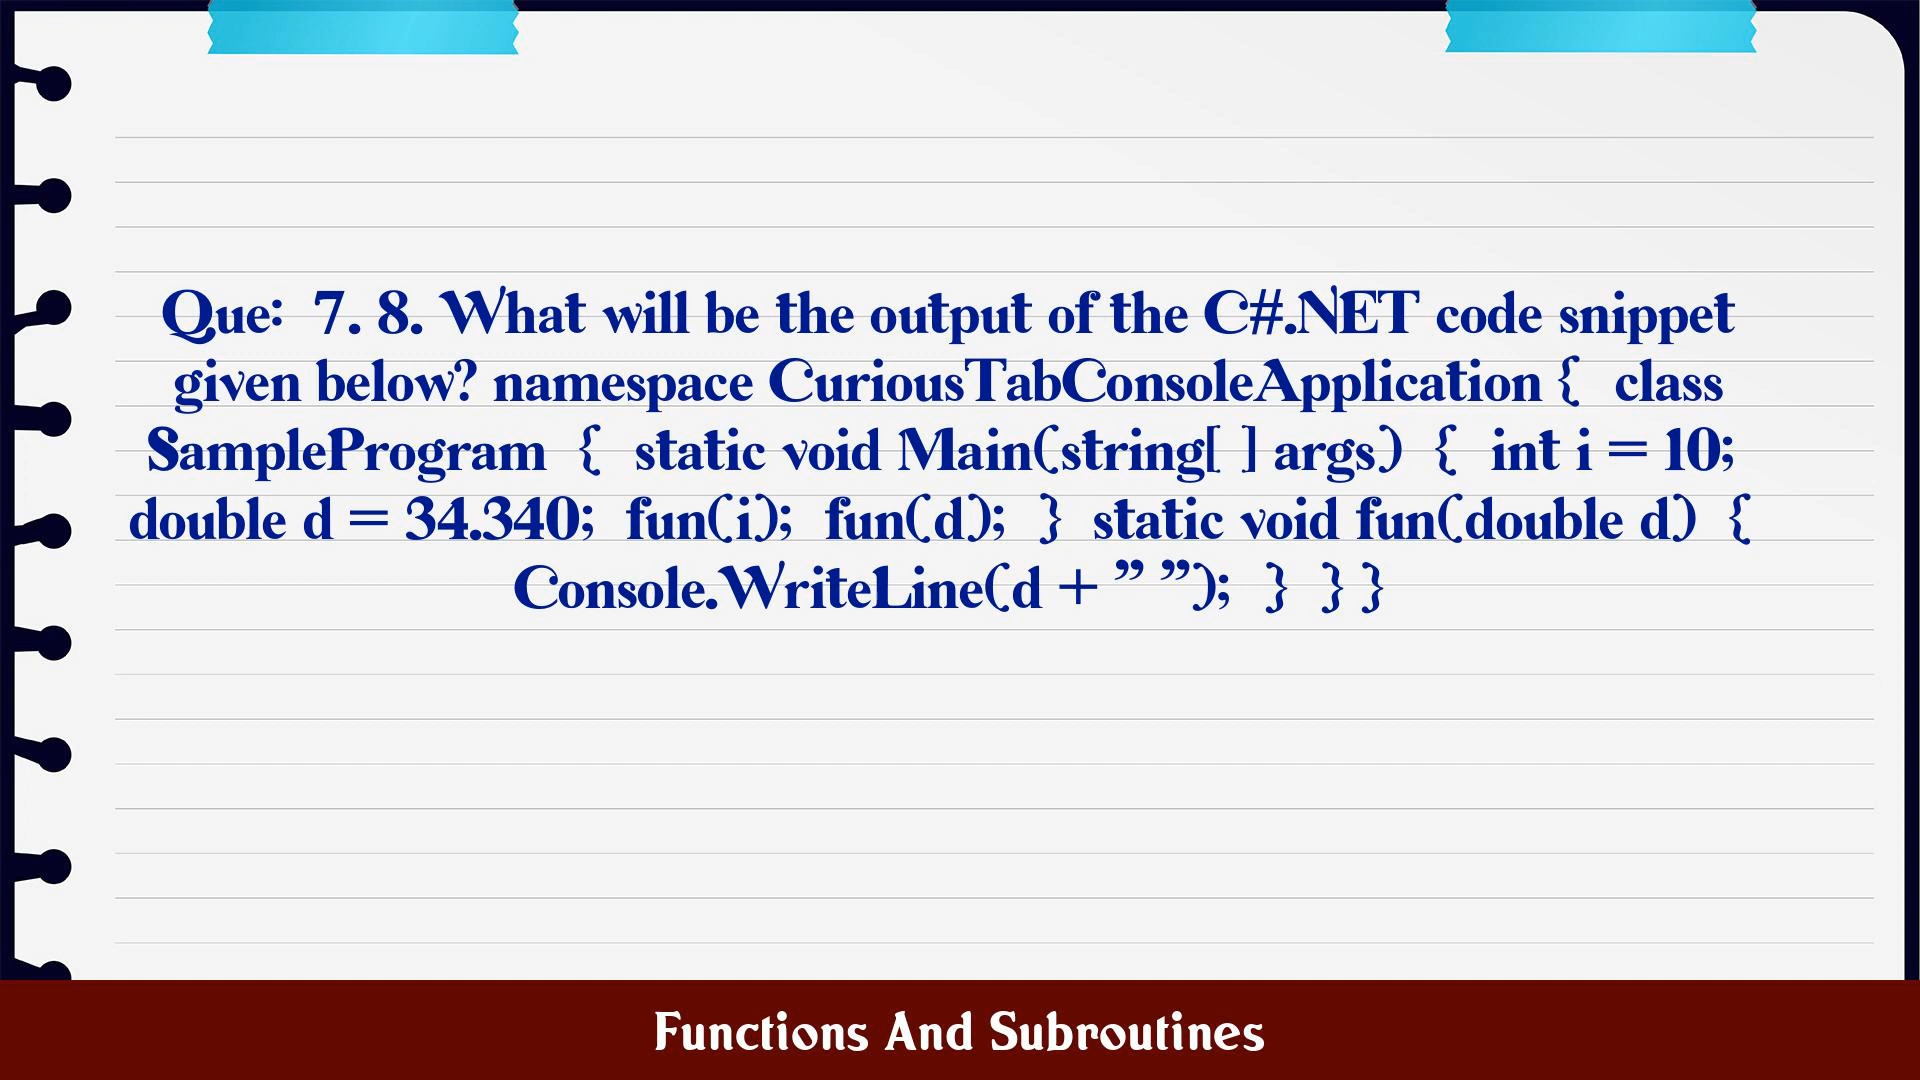 Que: 7. 8. What will be the output of the C#.NET code snippet
given below? namespace CuriousTabConsoleApplication { class
SampleProgram { static void Main(string[ ] args) { int i = 10;
double d = 34.340; fun(i); fun(d); } static void fun(double d) {
Console.WriteLine(d + ” ”); } } }
Functions And Subroutines